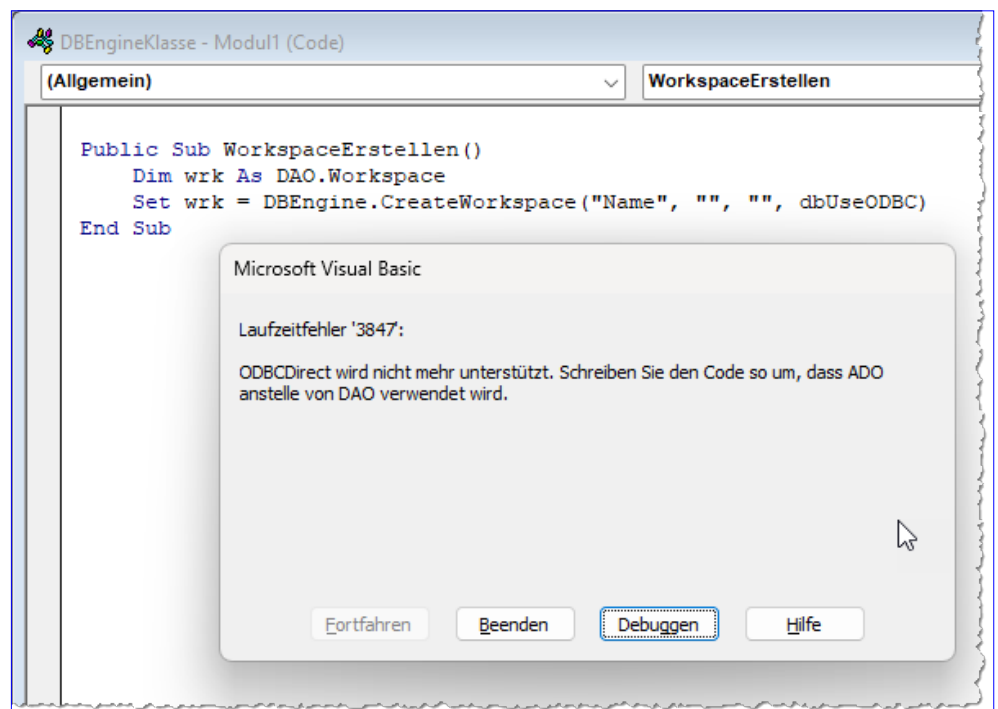 DBEngineKlasse - Modul1 (Code)
(Allgemein)
WorkspaceErstellen
Public Sub WorkspaceErstellen()
Dim wrk As DAO.Workspace
Set wrk = DBEngine.CreateWorkspace("Name", "", "", dbUseODBC)
End Sub
Microsoft Visual Basic
Laufzeitfehler '3847':
ODBCDirect wird nicht mehr unterstützt. Schreiben Sie den Code so um, dass ADO
anstelle von DAO verwendet wird.
Fortfahren
Beenden
Debuggen
Hilfe